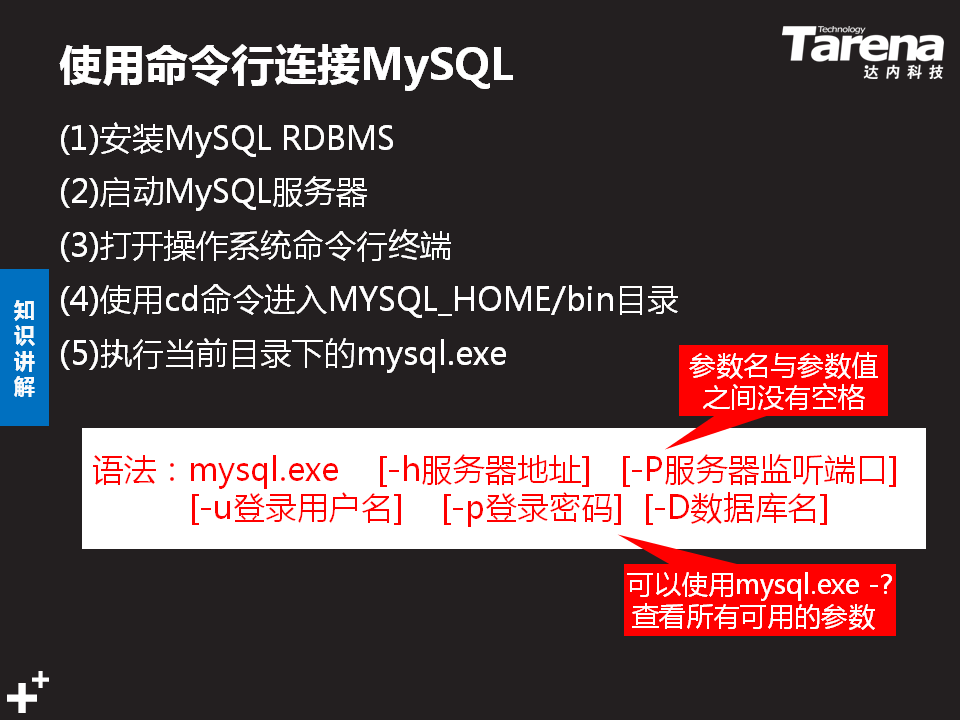 使用命令行连接MySQL
Technology
Tarena
达内科技
(1)安装MySQL RDBMS
(2)启动MySQL服务器
(3)打开操作系统命令行终端
(4)使用cd命令进入MYSQL_HOME/bin目录
(5)执行当前目录下的mysql.exe
知识讲解
参数名与参数值
之间没有空格
语法：mysql.exe [-h服务器地址] [-P服务器监听端口]
[-u登录用户名] [-p登录密码] [-D数据库名]
可以使用mysql.exe -?
查看所有可用的参数